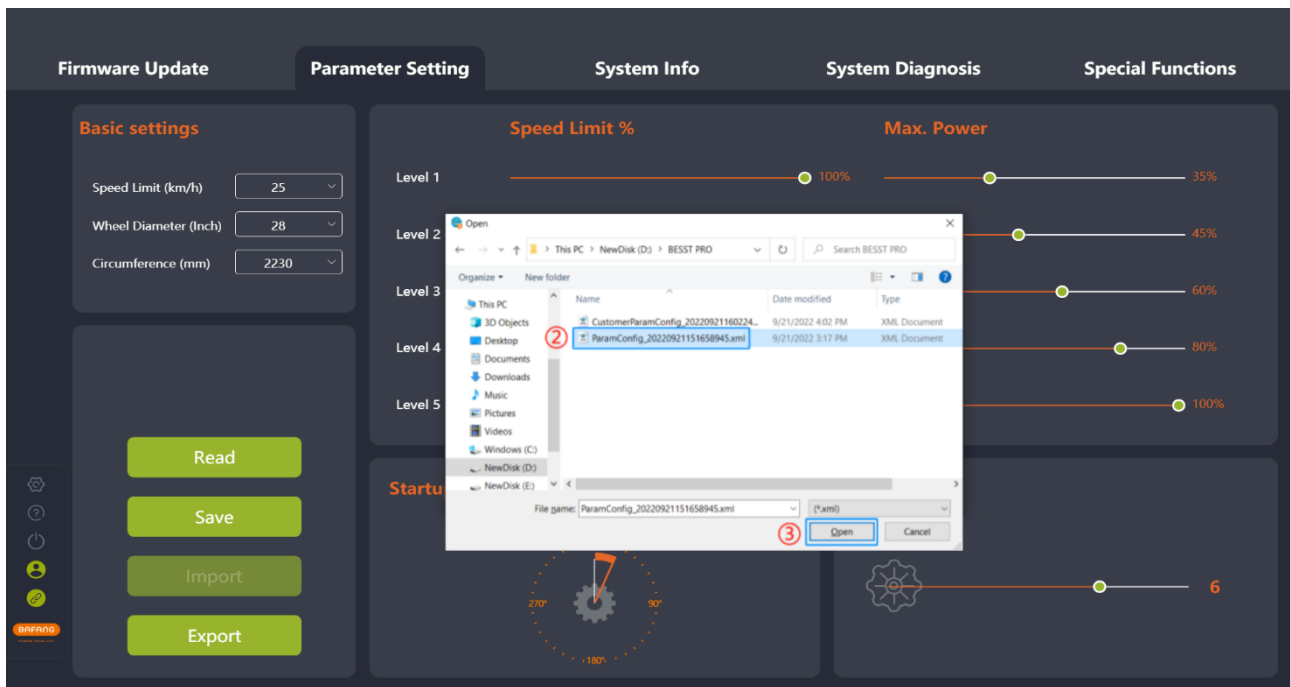 Firmware Update
Parameter Setting
System Info
System Diagnosis
Special Functions
Basic settings
Speed Limit (km/h)
25
Wheel Diameter (Inch)
28
Circumference (mm)
2230
Read
Save
Import
Export
BAFANG
Speed Limit %
Max. Power
Level 1
100%
35%
Level 2
45%
Level 3
60%
Level 4
80%
Level 5
100%
Open
This PC > NewDisk (D:) > BESST PRO
Search BESST PRO
Organize
New folder
This PC
3D Objects
Desktop
Documents
Downloads
Music
Pictures
Videos
Windows (C:)
NewDisk (D:)
NewDisk (E:)
Name
Date modified
Type
CustomerParamConfig_20220921160224...
9/21/2022 4:02 PM
XML Document
②
ParamConfig_20220921151658945.xml
9/21/2022 3:17 PM
XML Document
File name:
ParamConfig_20220921151658945.xml
(*.xml)
③
Open
Cancel
Startu
270°
90°
180°
6